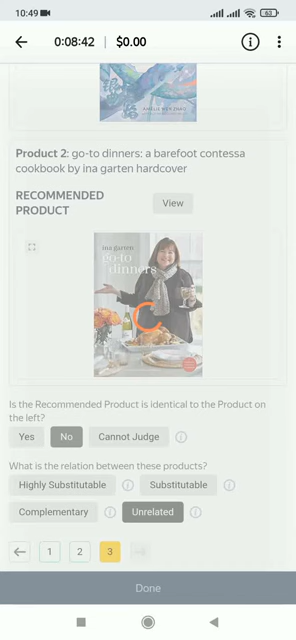 10:49
63
0:08:42
$0.00
Product 2: go-to dinners: a barefoot contessa
cookbook by ina garten hardcover
RECOMMENDED
PRODUCT
View
ina garten
go-to
dinners
Is the Recommended Product is identical to the Product on
the left?
Yes
No
Cannot Judge
What is the relation between these products?
Highly Substitutable
Substitutable
Complementary
Unrelated
1
2
3
Done